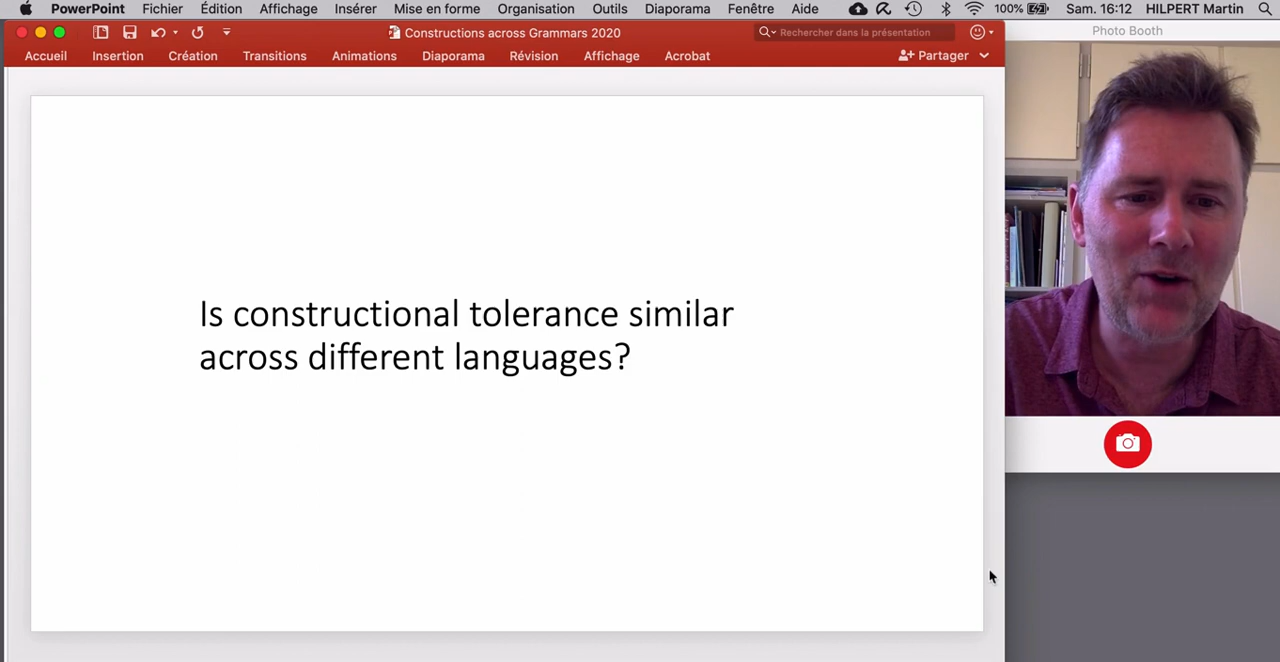 PowerPoint Fichier Édition Affichage Insérer Mise en forme Organisation Outils Diaporama Fenêtre Aide 100% Sam. 16:12 HILPERT Martin
Constructions across Grammars 2020
Rechercher dans la présentation
Photo Booth
Accueil Insertion Création Transitions Animations Diaporama Révision Affichage Acrobat Partager
Is constructional tolerance similar
across different languages?